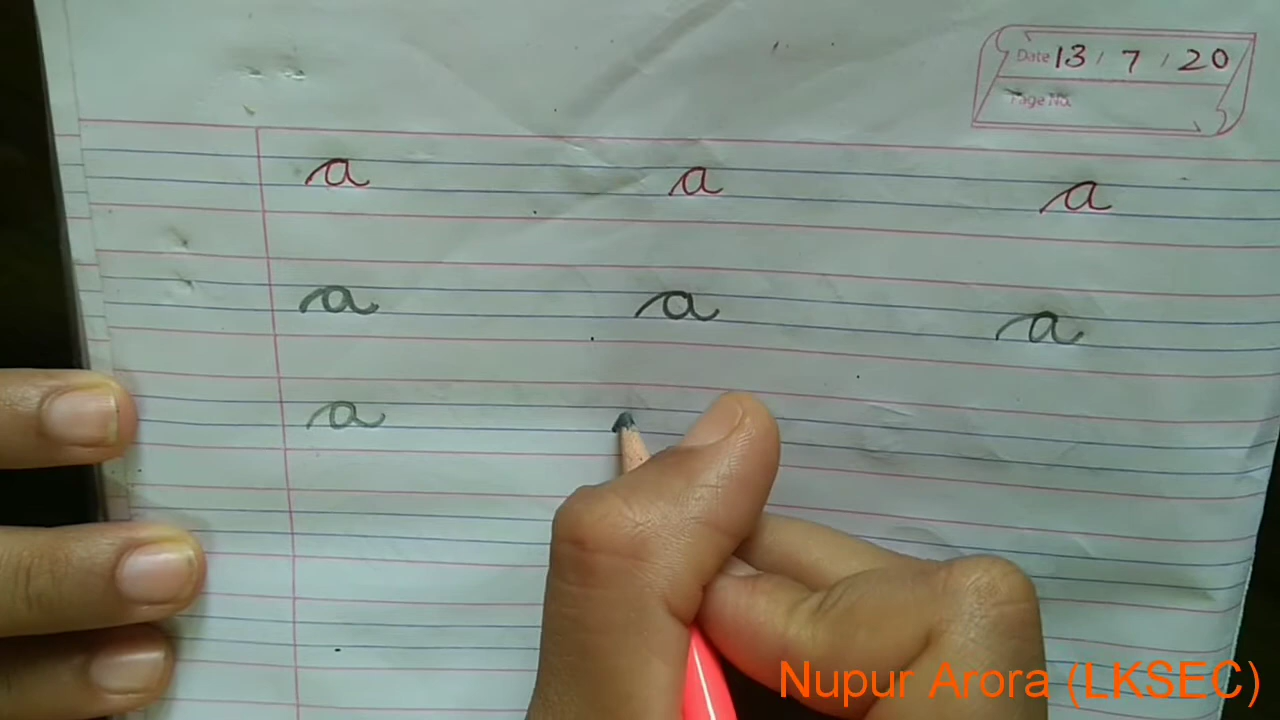 Date 13 / 7 / 20
Page No.
a a a
a a a
a
Nupur Arora (LKSEC)